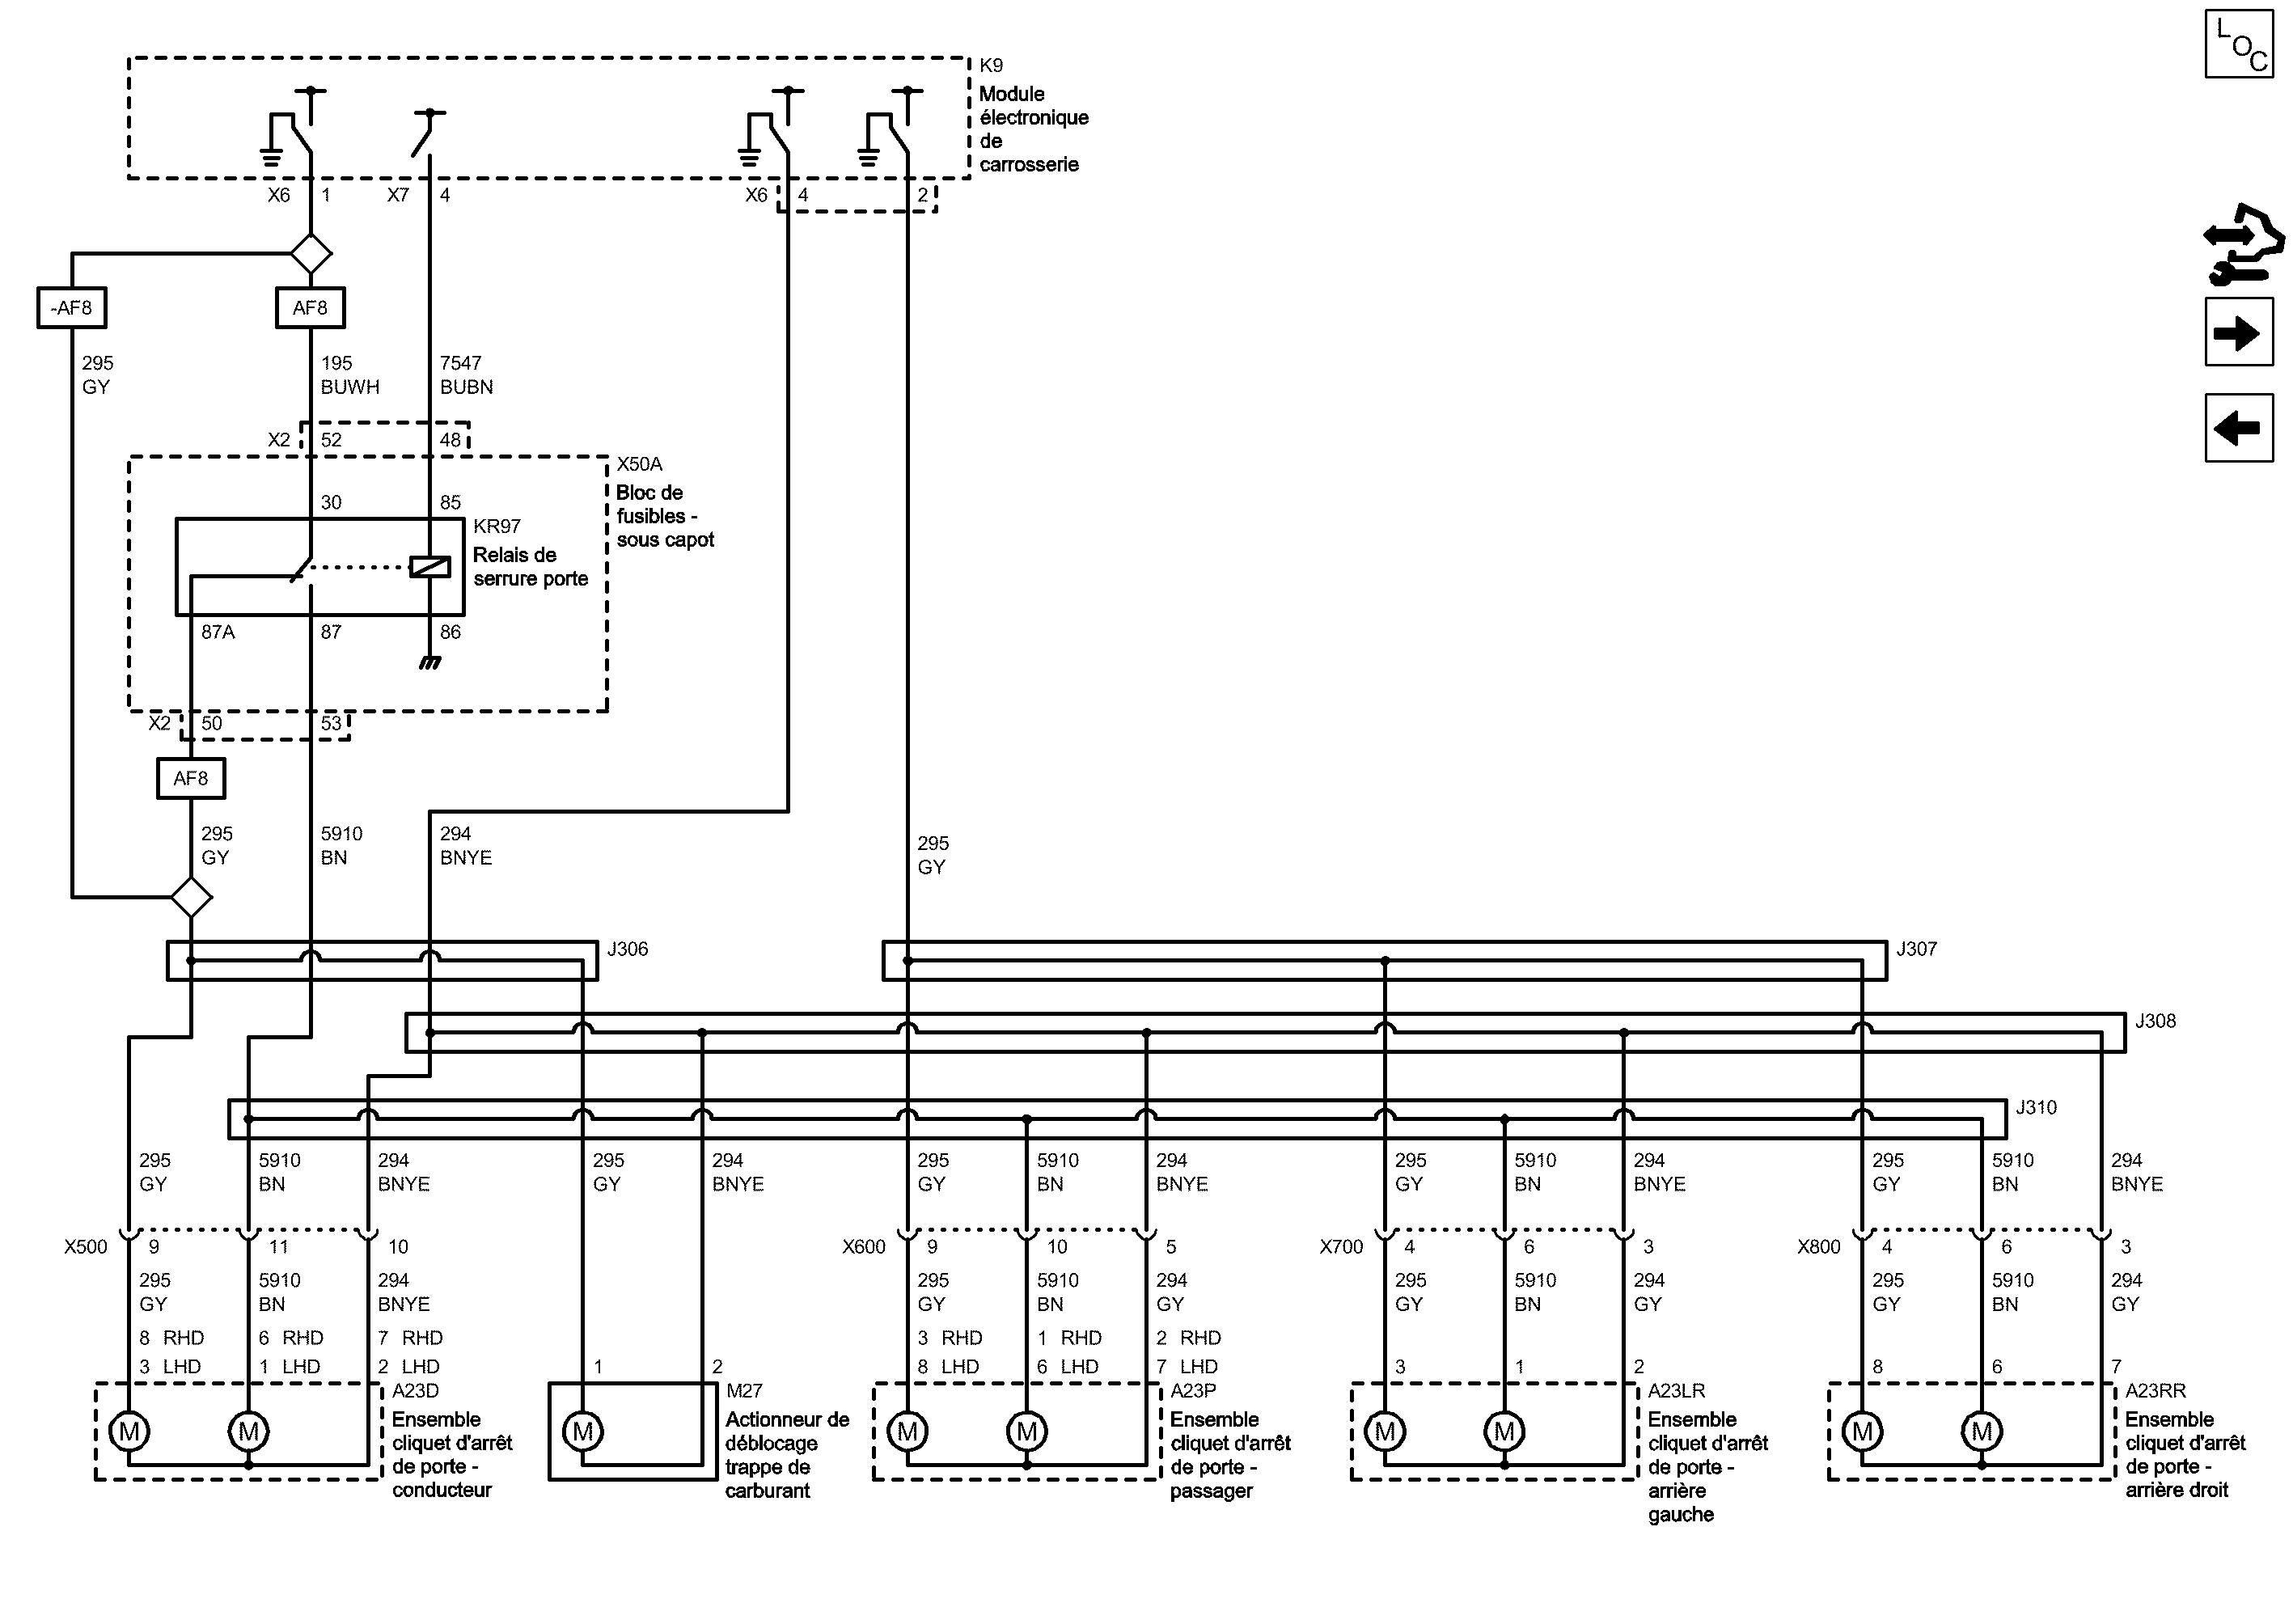 LOC
K9
Module
électronique
de
carrosserie
X6 1 X7 4 X6 4 2
-AF8 AF8
295 195 7547
GY BUWH BUBN
X2 52 48
X50A
Bloc de
fusibles -
sous capot
30 85
KR97
Relais de
serrure porte
87A 87 86
X2 50 53
AF8
295 5910 294 295
GY BN BNYE GY
J306 J307
J308
J310
295 5910 294 295 294 295 5910 294 295 5910 294 295 5910 294
GY BN BNYE GY BNYE GY BN BNYE GY BN BNYE GY BN BNYE
X500 9 11 10 X600 9 10 5 X700 4 6 3 X800 4 6 3
295 5910 294 295 5910 294 295 5910 294 295 5910 294
GY BN BNYE GY BN GY GY BN GY GY BN GY
8 RHD 6 RHD 7 RHD 3 RHD 1 RHD 2 RHD
3 LHD 1 LHD 2 LHD 1 2 8 LHD 6 LHD 7 LHD 3 1 2 8 6 7
M M M M M M M M M
A23D
Ensemble
cliquet d'arrêt
de porte -
conducteur
M27
Actionneur de
déblocage
trappe de
carburant
A23P
Ensemble
cliquet d'arrêt
de porte -
passager
A23LR
Ensemble
cliquet d'arrêt
de porte -
arrière
gauche
A23RR
Ensemble
cliquet d'arrêt
de porte -
arrière droit